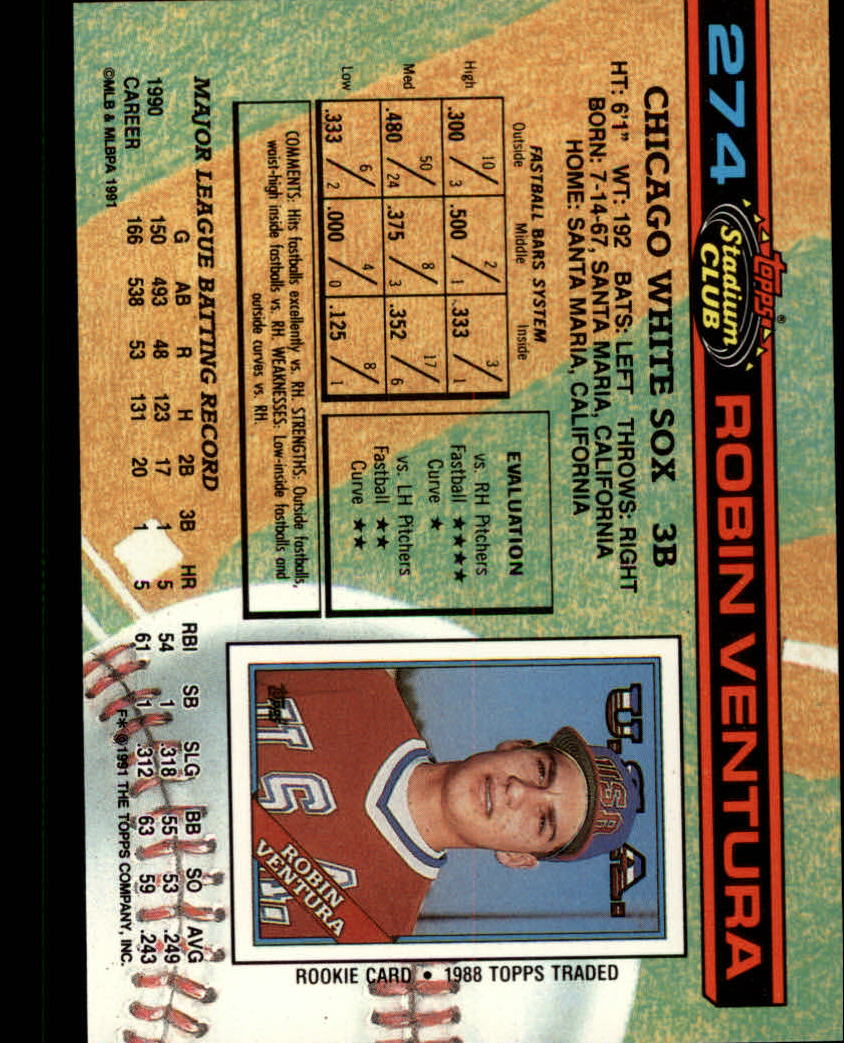 274 Topps® Stadium CLUB ROBIN VENTURA
CHICAGO WHITE SOX 3B
HT: 6'1" WT: 192 BATS: LEFT THROWS: RIGHT
BORN: 7-14-67, SANTA MARIA, CALIFORNIA
HOME: SANTA MARIA, CALIFORNIA
FASTBALL BARS SYSTEM
Outside Middle Inside
High .300 10/3 .500 2/1 .333 3/1
Med .480 50/24 .375 8/3 .352 17/6
Low .333 6/2 .000 4/0 .125 8/1
EVALUATION
vs. RH Pitchers
Fastball ★★★★
Curve ★
vs. LH Pitchers
Fastball ★★
Curve ★★
COMMENTS: Hits fastballs excellently vs. RH. STRENGTHS: Outside fastballs,
waist-high inside fastballs vs. RH. WEAKNESSES: Low-inside fastballs and
outside curves vs. RH.
U.S.A.
USA
ROBIN
VENTURA
topps
ROOKIE CARD • 1988 TOPPS TRADED
MAJOR LEAGUE BATTING RECORD
G AB R H 2B 3B HR RBI SB SLG BB SO AVG
1990 150 493 48 123 17 1 5 54 1 .318 55 53 .249
CAREER 166 538 53 131 20 1 5 61 1 .312 63 59 .243
©MLB & MLBPA 1991
F* ©1991 THE TOPPS COMPANY, INC.